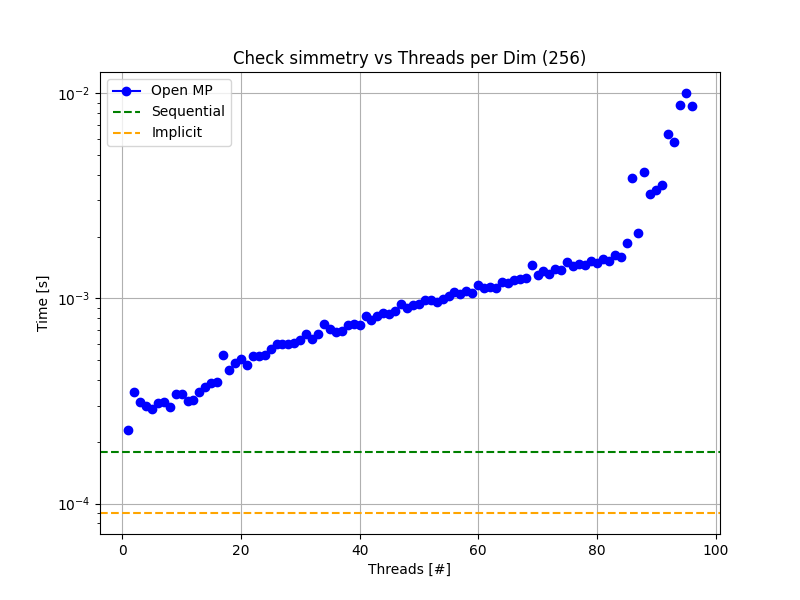 Check simmetry vs Threads per Dim (256)
Open MP
Sequential
Implicit
10⁻²
10⁻³
10⁻⁴
Time [s]
0 20 40 60 80 100
Threads [#]